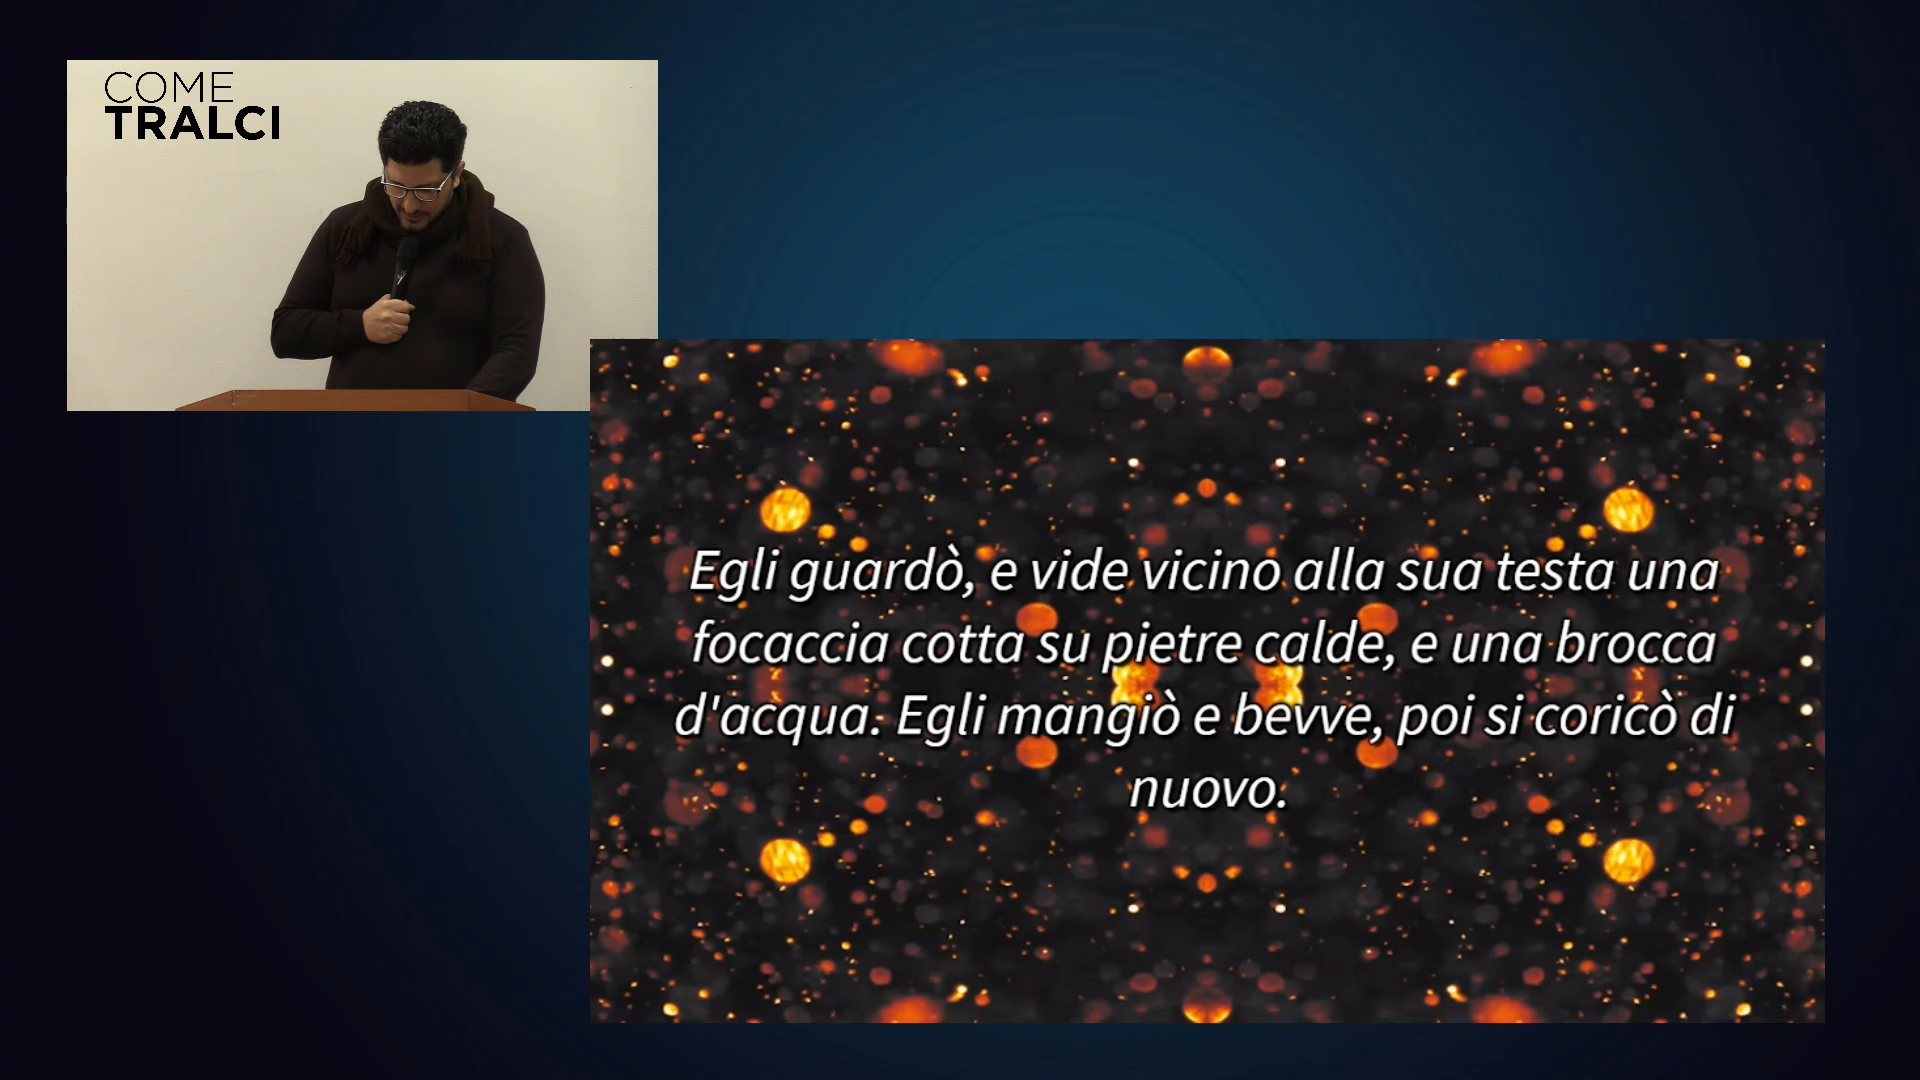 COME
TRALCI
Egli guardò, e vide vicino alla sua testa una
focaccia cotta su pietre calde, e una brocca
d'acqua. Egli mangiò e bevve, poi si coricò di
nuovo.